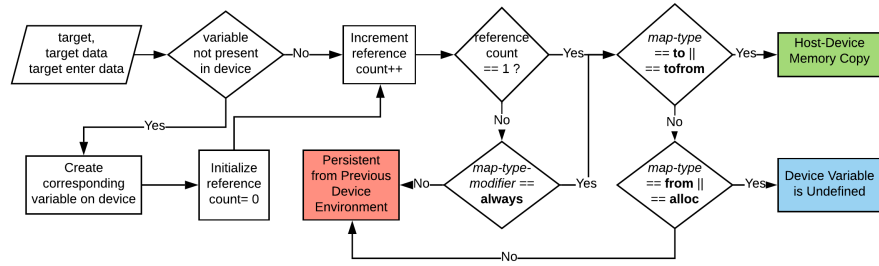 target,
target data
target enter data
variable
not present
in device
No
Increment
reference
count++
reference
count
== 1 ?
Yes
map-type
== to ||
== tofrom
Yes
Host-Device
Memory Copy
Yes
No
No
Create
corresponding
variable on device
Initialize
reference
count= 0
Persistent
from Previous
Device
Environment
No
map-type-
modifier ==
always
Yes
map-type
== from ||
== alloc
Yes
Device Variable
is Undefined
No